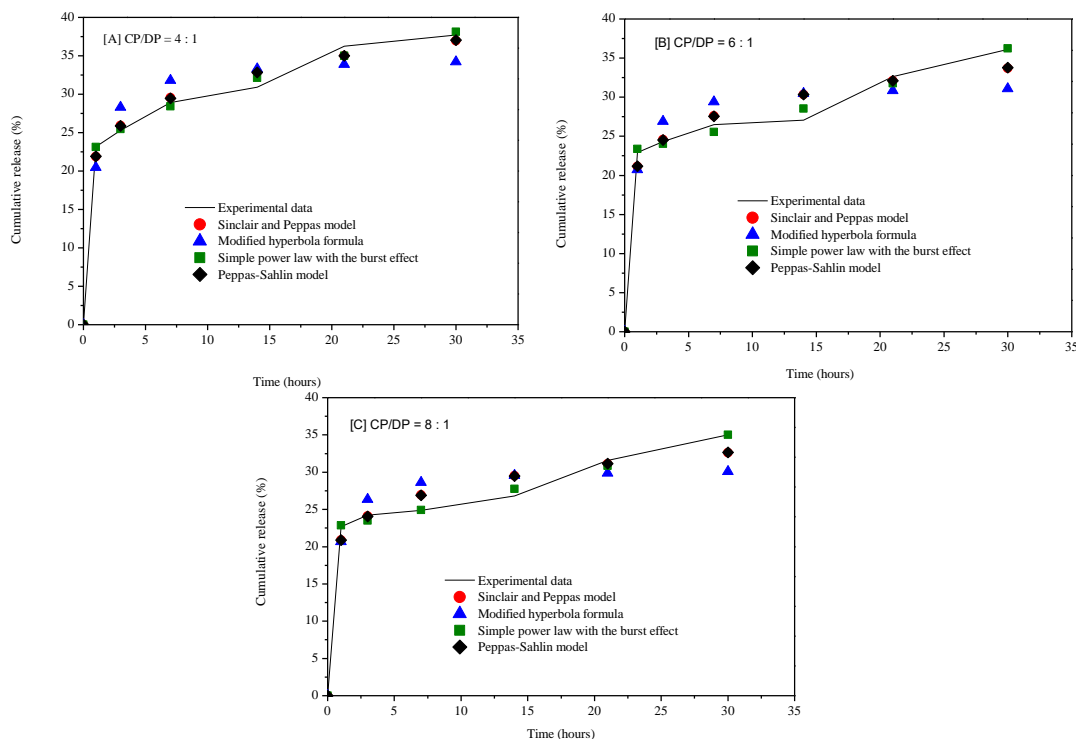 [A] CP/DP = 4 : 1
Cumulative release (%)
40
35
30
25
20
15
10
5
0
Experimental data
Sinclair and Peppas model
Modified hyperbola formula
Simple power law with the burst effect
Peppas-Sahlin model
0 5 10 15 20 25 30 35
Time (hours)
[B] CP/DP = 6 : 1
Cumulative release (%)
40
35
30
25
20
15
10
5
0
Experimental data
Sinclair and Peppas model
Modified hyperbola formula
Simple power law with the burst effect
Peppas-Sahlin model
0 5 10 15 20 25 30 35
Time (hours)
[C] CP/DP = 8 : 1
Cumulative release (%)
40
35
30
25
20
15
10
5
0
Experimental data
Sinclair and Peppas model
Modified hyperbola formula
Simple power law with the burst effect
Peppas-Sahlin model
0 5 10 15 20 25 30 35
Time (hours)